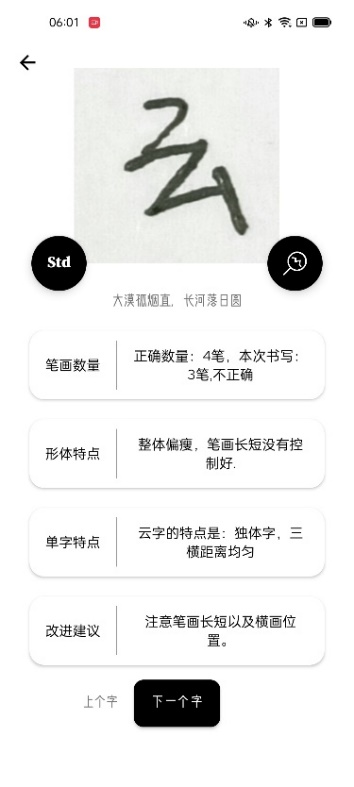 06:01
云
Std
大漠孤烟直，长河落日圆
笔画数量
正确数量：4笔，本次书写：
3笔,不正确
形体特点
整体偏瘦，笔画长短没有控
制好.
单字特点
云字的特点是：独体字，三
横距离均匀
改进建议
注意笔画长短以及横画位
置。
上个字
下一个字